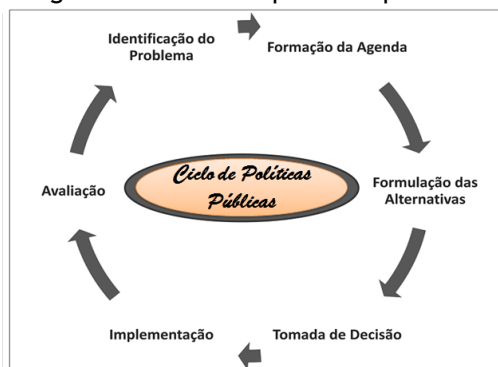 Identificação do
Problema
Formação da Agenda
Ciclo de Políticas
Públicas
Avaliação
Formulação das
Alternativas
Implementação
Tomada de Decisão